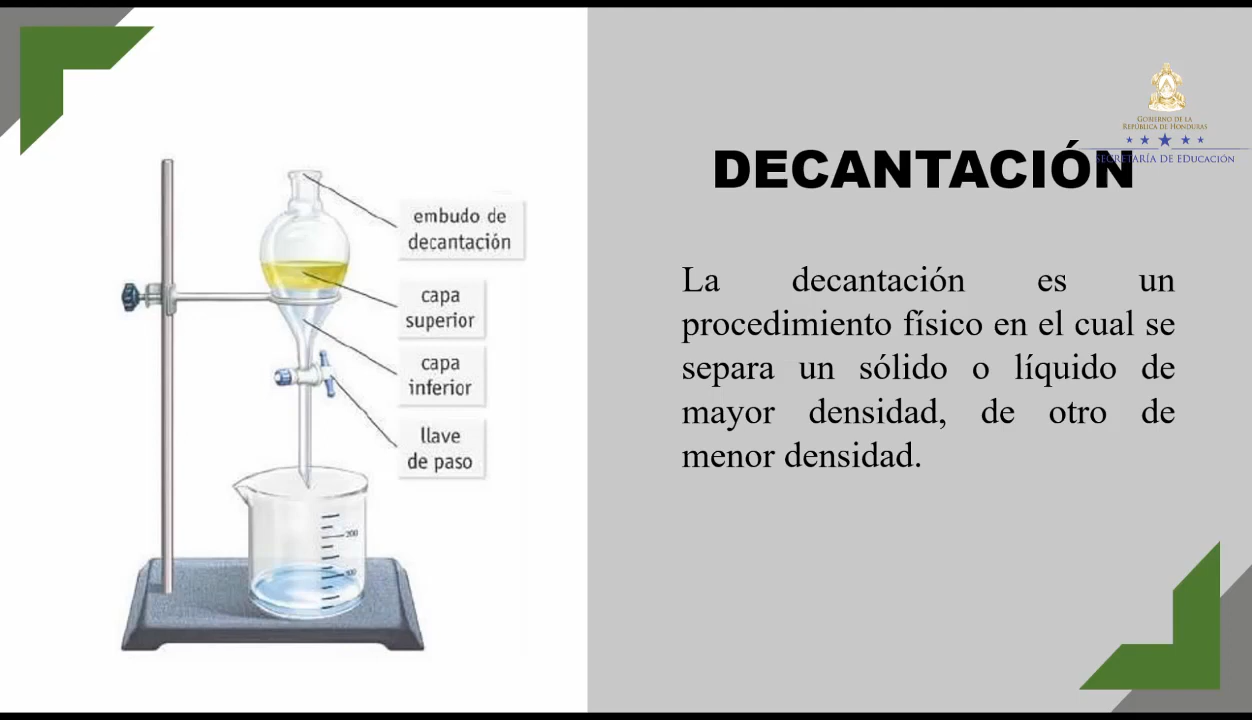 GOBIERNO DE LA
REPÚBLICA DE HONDURAS
SECRETARÍA DE EDUCACIÓN
DECANTACIÓN
embudo de
decantación
capa
superior
capa
inferior
llave
de paso
200
100
La decantación es un
procedimiento físico en el cual se
separa un sólido o líquido de
mayor densidad, de otro de
menor densidad.